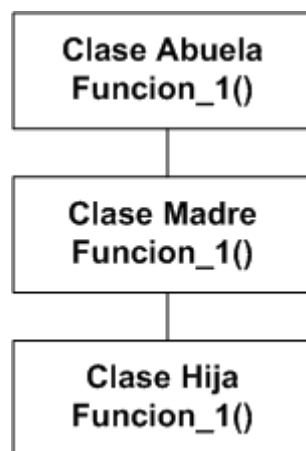 Clase Abuela
Funcion_1()
Clase Madre
Funcion_1()
Clase Hija
Funcion_1()